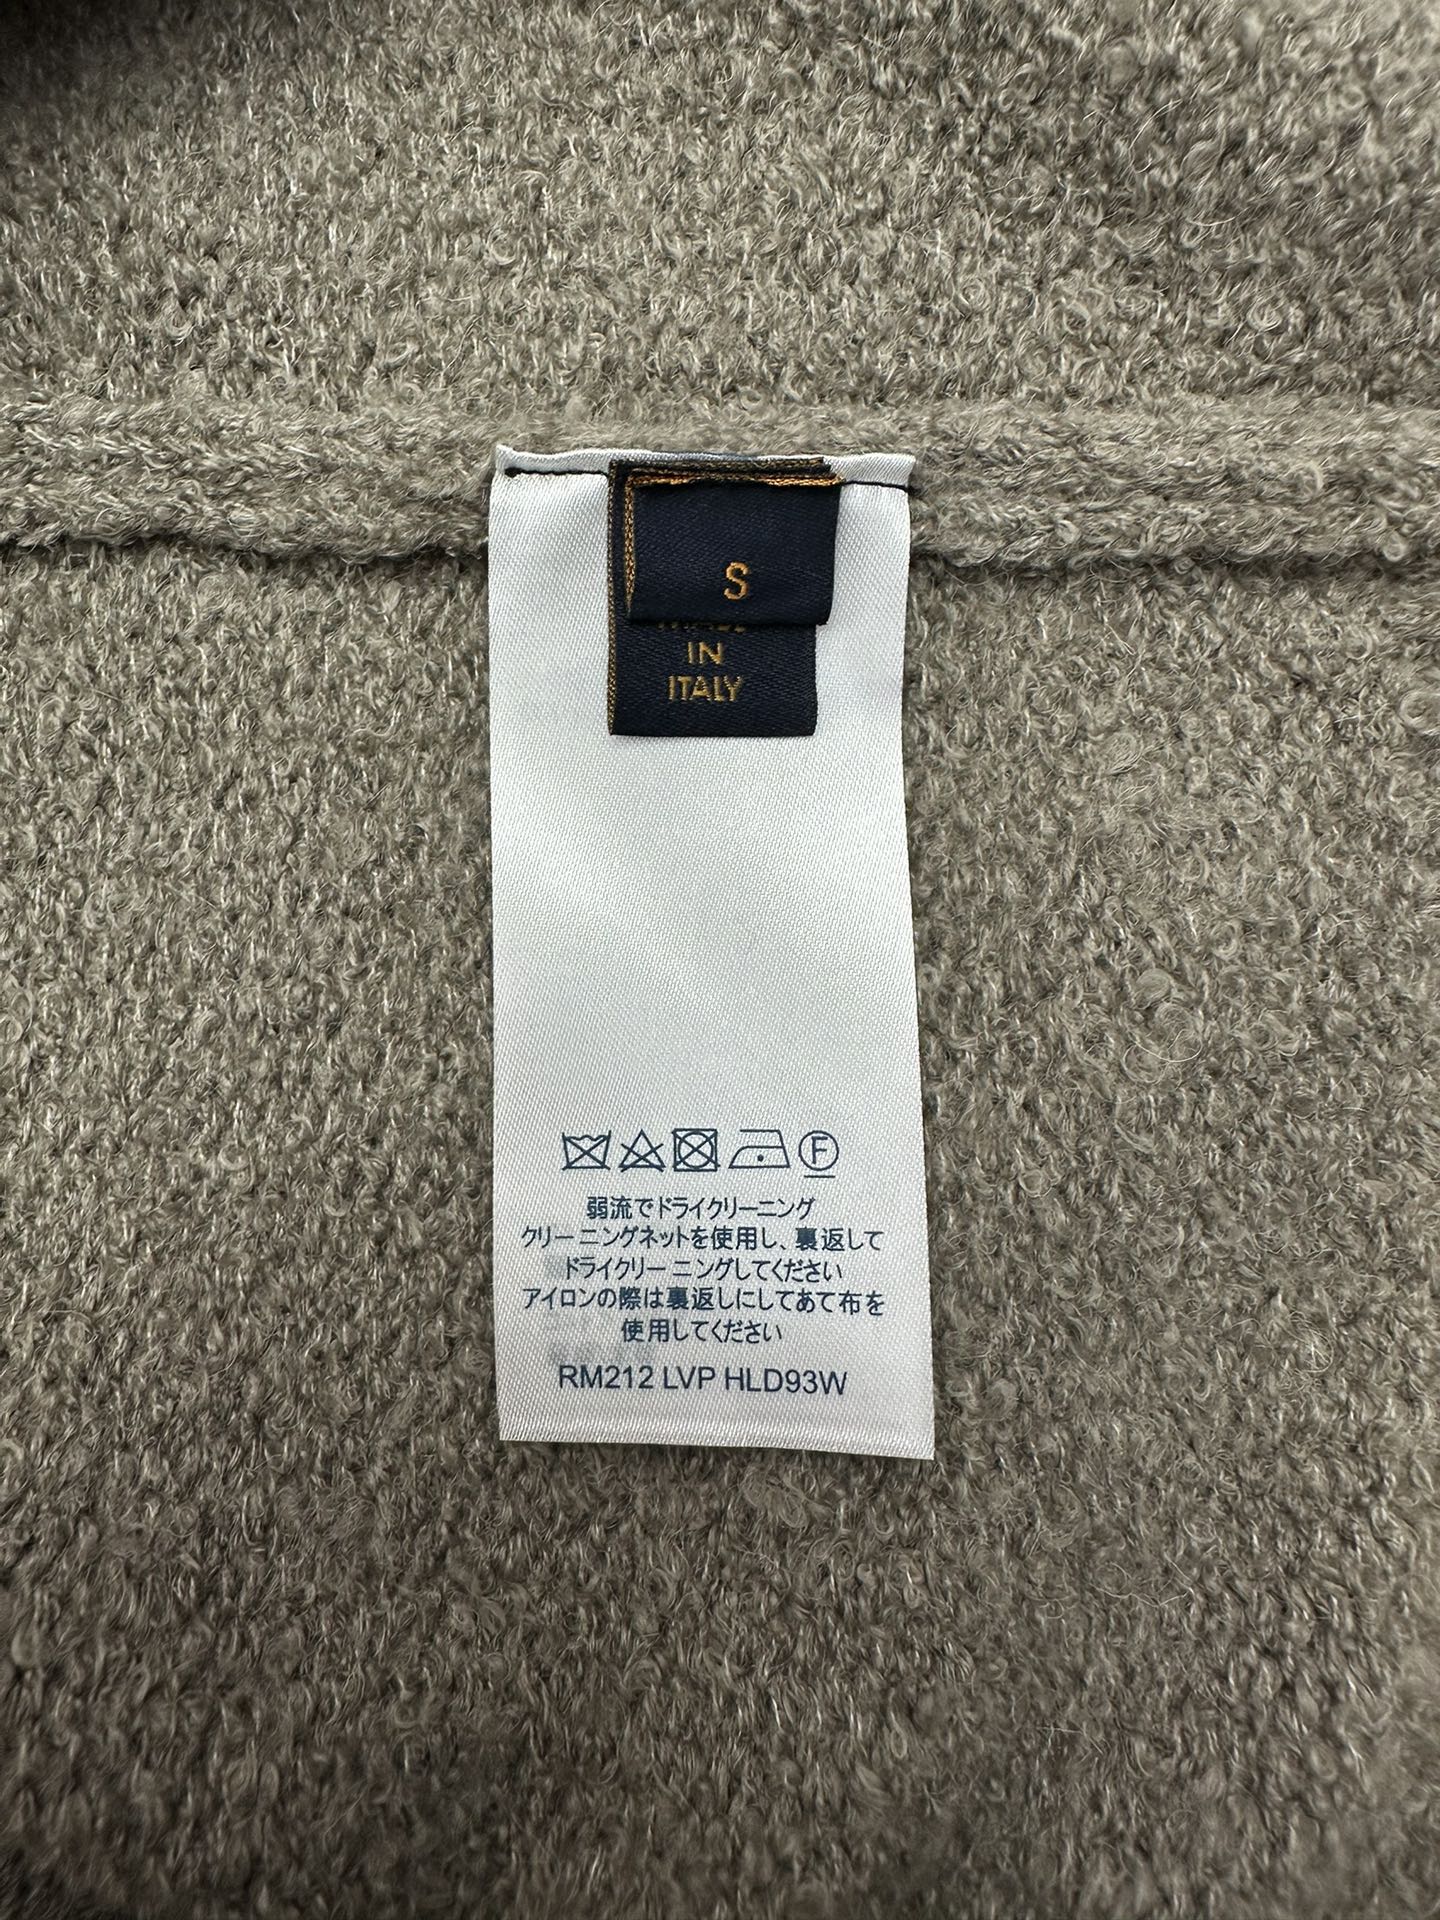 S
IN
ITALY
F
弱流でドライクリーニング
クリーニングネットを使用し、裏返して
ドライクリーニングしてください
アイロンの際は裏返しにしてあて布を
使用してください
RM212 LVP HLD93W